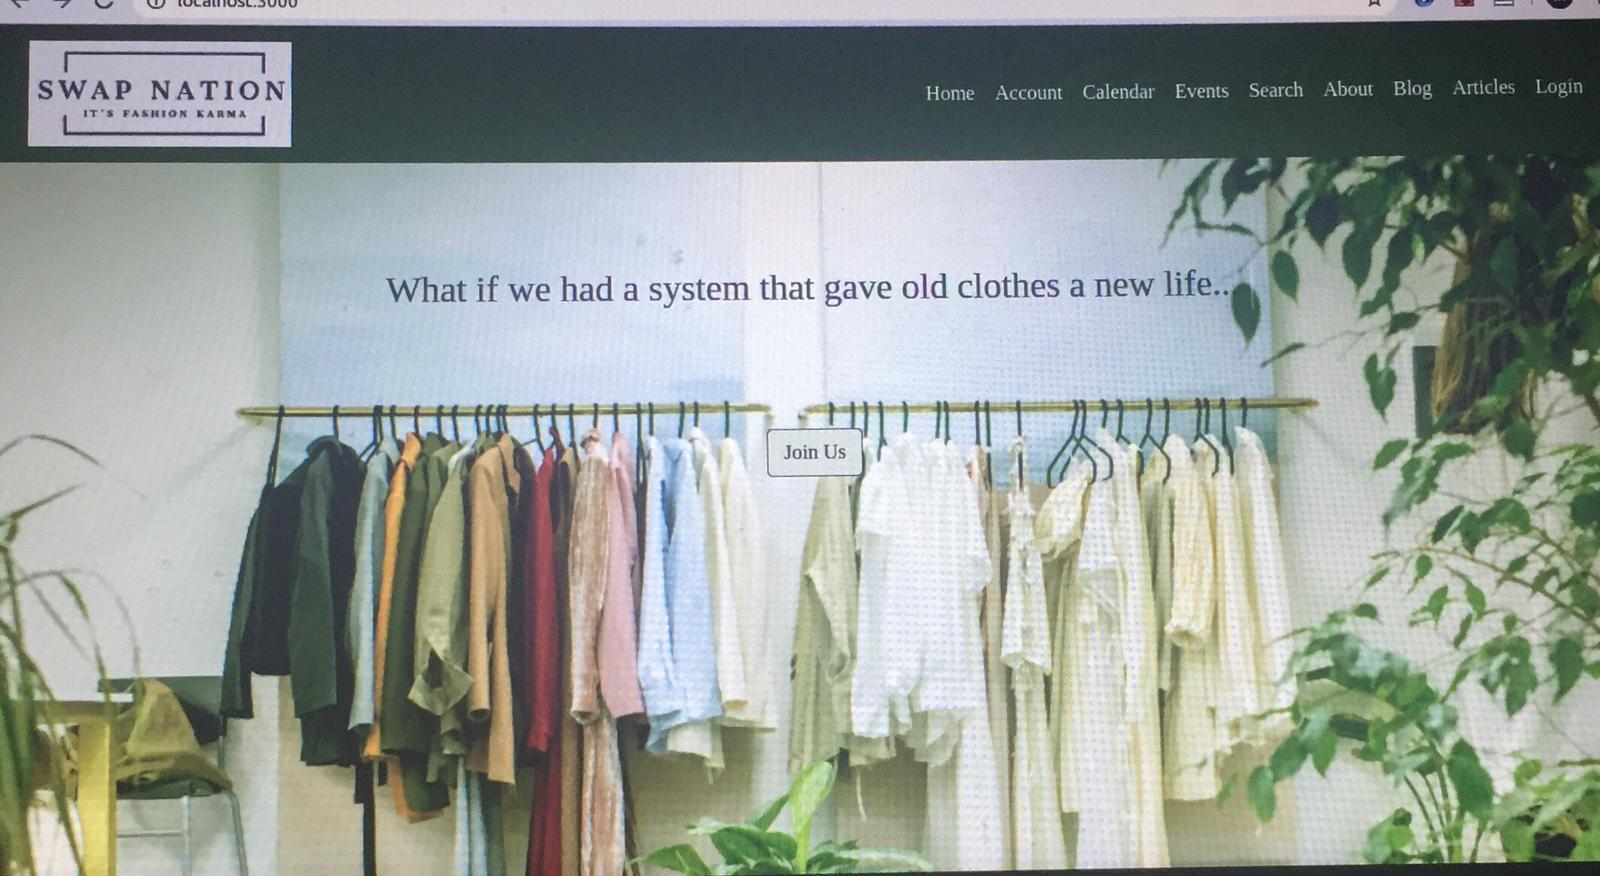 localhost:3000
SWAP NATION
IT'S FASHION KARMA
Home Account Calendar Events Search About Blog Articles Login
What if we had a system that gave old clothes a new life..
Join Us